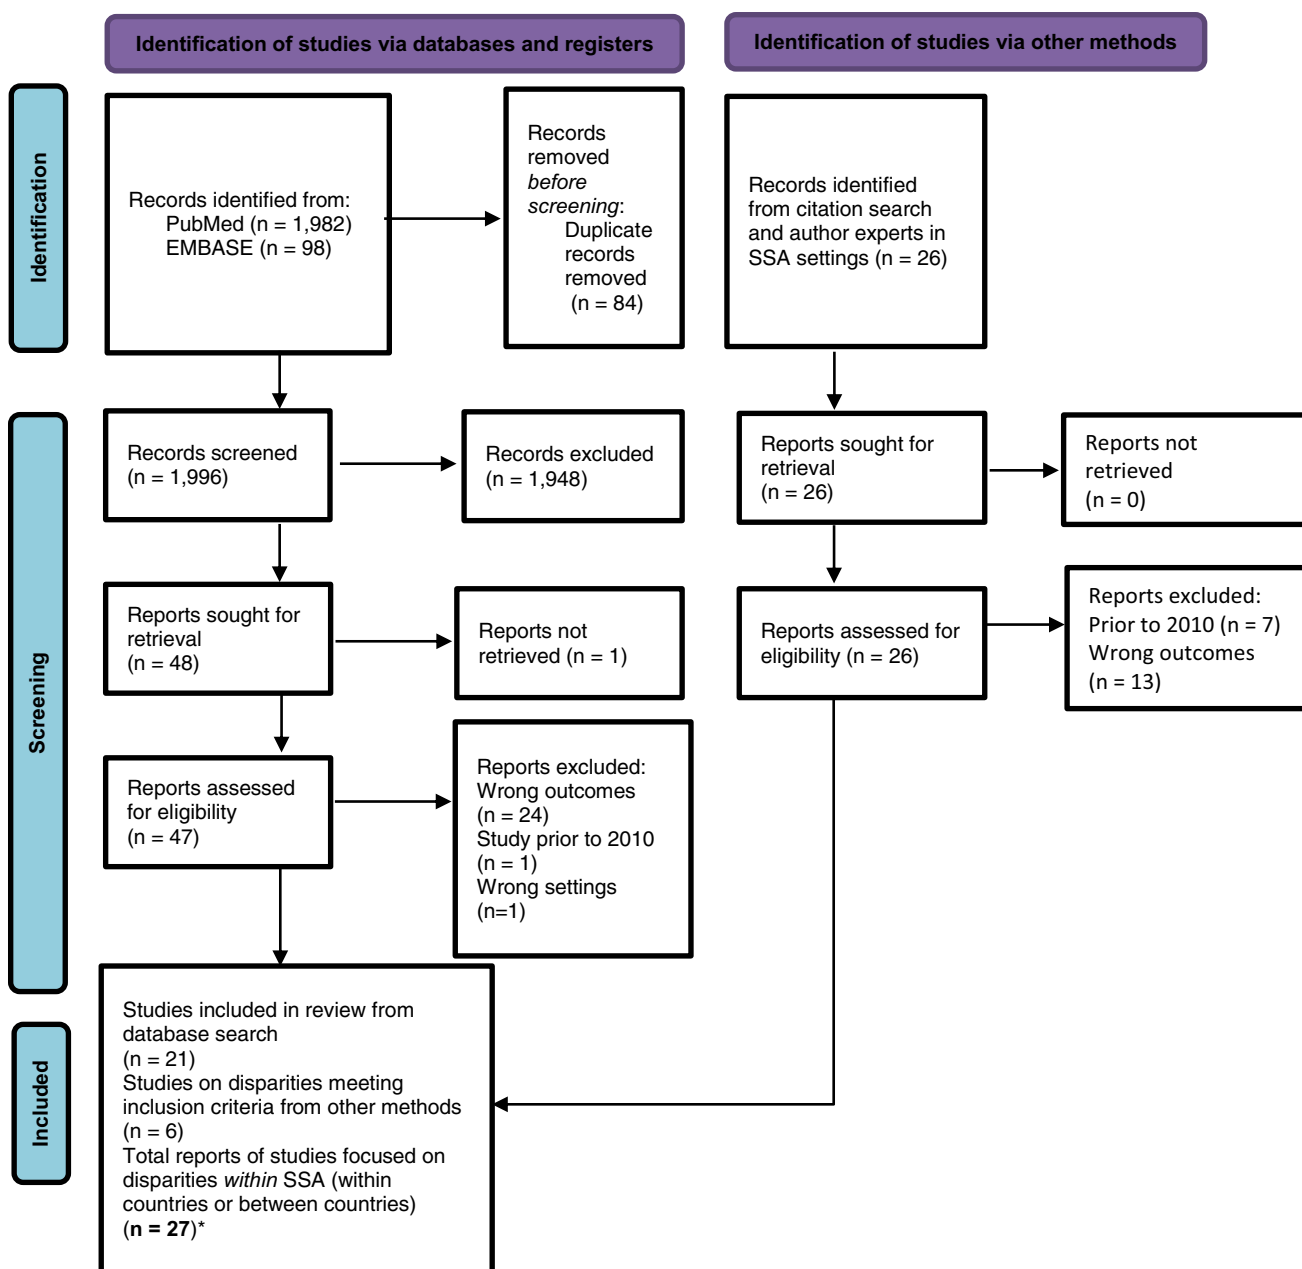 Identification of studies via databases and registers
Identification of studies via other methods
Identification
Records identified from:
PubMed (n = 1,982)
EMBASE (n = 98)
Records
removed
before
screening:
Duplicate
records
removed
(n = 84)
Records identified
from citation search
and author experts in
SSA settings (n = 26)
Screening
Records screened
(n = 1,996)
Records excluded
(n = 1,948)
Reports sought for
retrieval
(n = 26)
Reports not
retrieved
(n = 0)
Reports sought for
retrieval
(n = 48)
Reports not
retrieved (n = 1)
Reports assessed for
eligibility (n = 26)
Reports excluded:
Prior to 2010 (n = 7)
Wrong outcomes
(n = 13)
Reports assessed
for eligibility
(n = 47)
Reports excluded:
Wrong outcomes
(n = 24)
Study prior to 2010
(n = 1)
Wrong settings
(n=1)
Included
Studies included in review from
database search
(n = 21)
Studies on disparities meeting
inclusion criteria from other methods
(n = 6)
Total reports of studies focused on
disparities within SSA (within
countries or between countries)
(n = 27)*